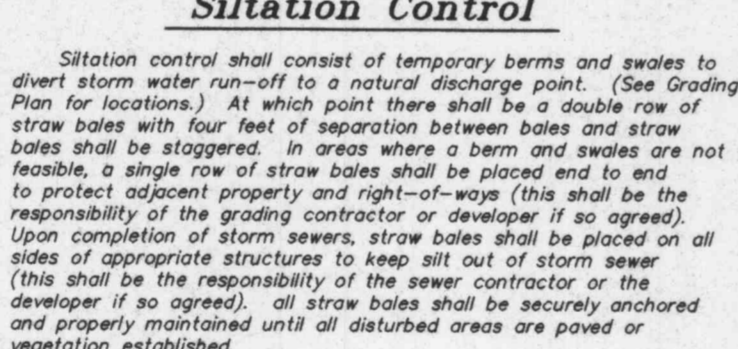 Siltation Control
Siltation control shall consist of temporary berms and swales to
divert storm water run-off to a natural discharge point. (See Grading
Plan for locations.) At which point there shall be a double row of
straw bales with four feet of separation between bales and straw
bales shall be staggered. In areas where a berm and swales are not
feasible, a single row of straw bales shall be placed end to end
to protect adjacent property and right-of-ways (this shall be the
responsibility of the grading contractor or developer if so agreed).
Upon completion of storm sewers, straw bales shall be placed on all
sides of appropriate structures to keep silt out of storm sewer
(this shall be the responsibility of the sewer contractor or the
developer if so agreed). all straw bales shall be securely anchored
and properly maintained until all disturbed areas are paved or
vegetation established